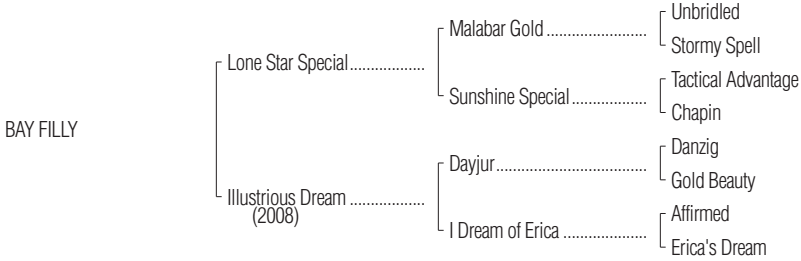 Unbridled
Malabar Gold ........................
Stormy Spell
Lone Star Special..................
Tactical Advantage
Sunshine Special..................
Chapin
BAY FILLY
Danzig
Dayjur....................................
Gold Beauty
Illustrious Dream ..................
(2008)
Affirmed
I Dream of Erica ....................
Erica's Dream